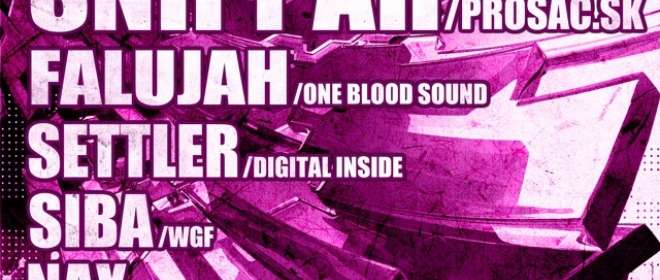 /PROSAC.SK
FALUJAH /ONE BLOOD SOUND
SETTLER /DIGITAL INSIDE
SIBA /WGF